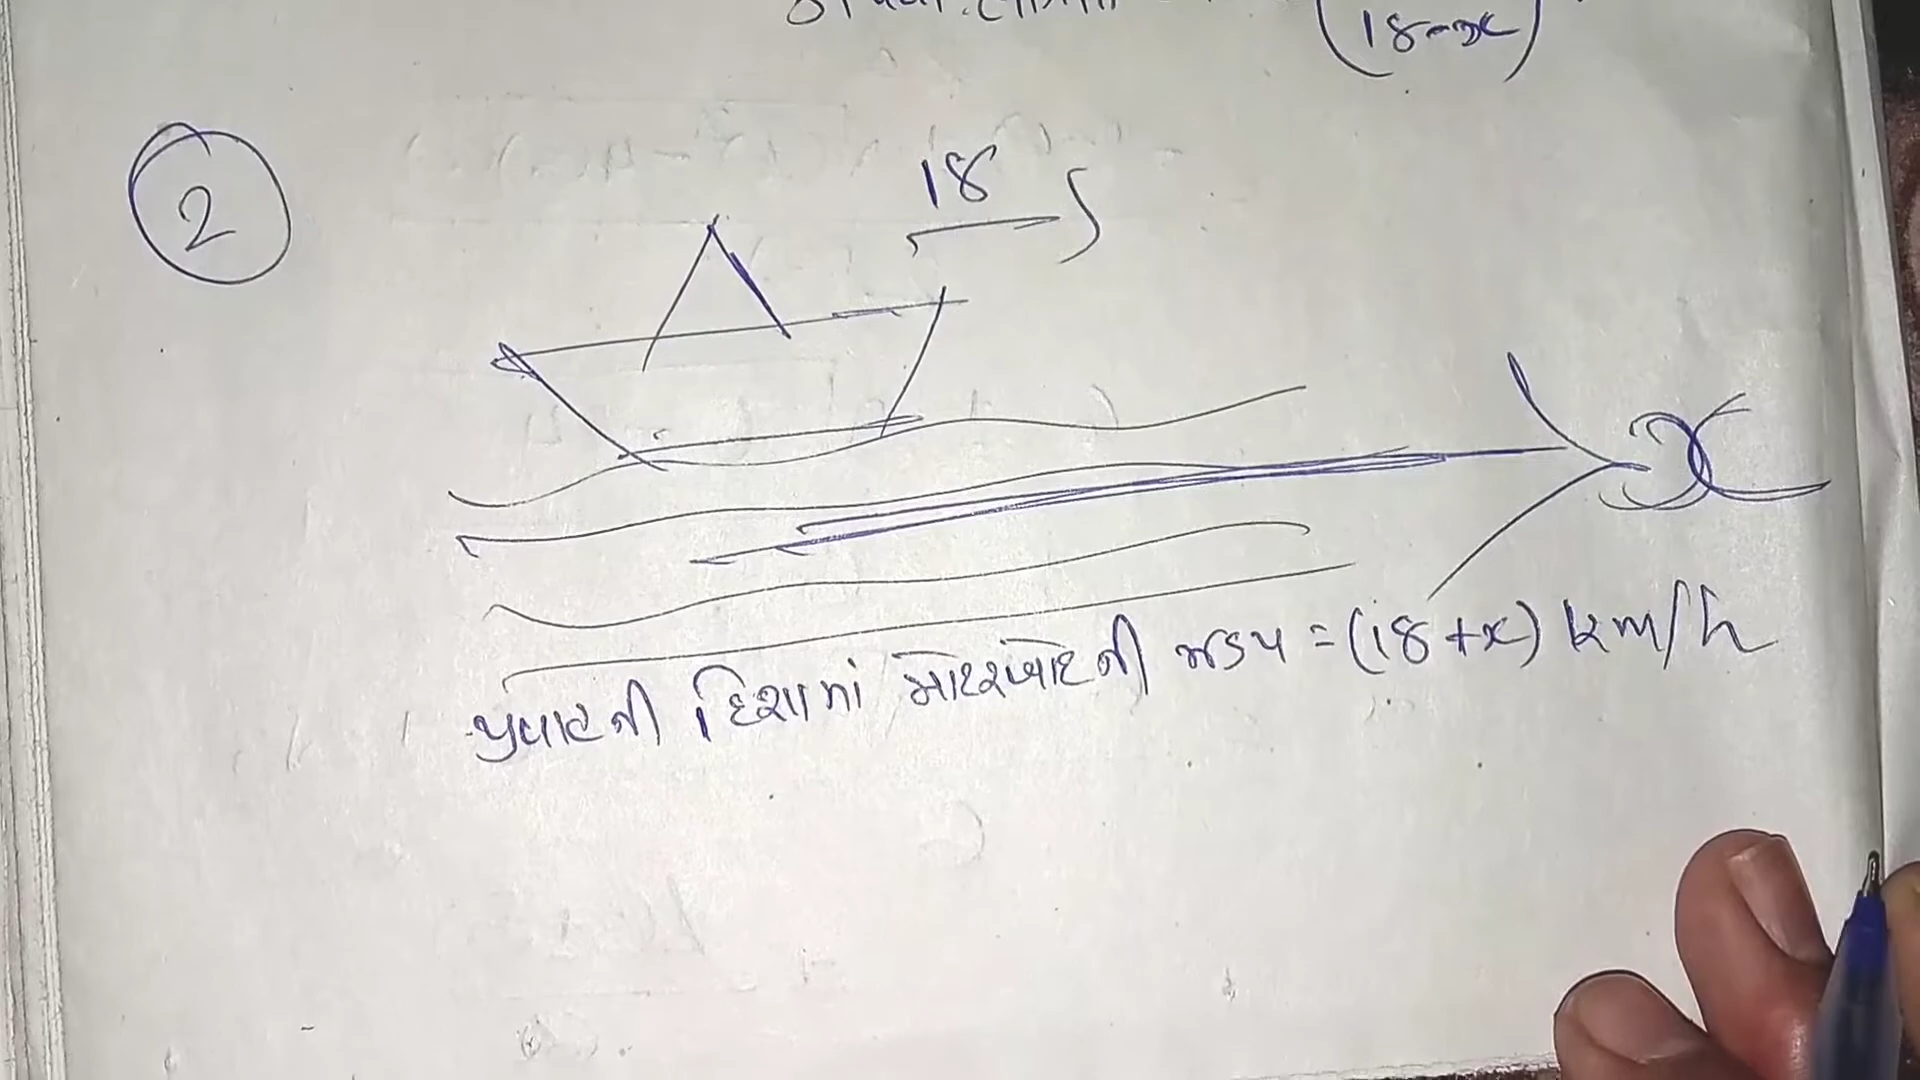 (18-x)
2
18
x
પ્રવાહની દિશામાં મોટરબોટની ઝડપ = (18+x) km/h